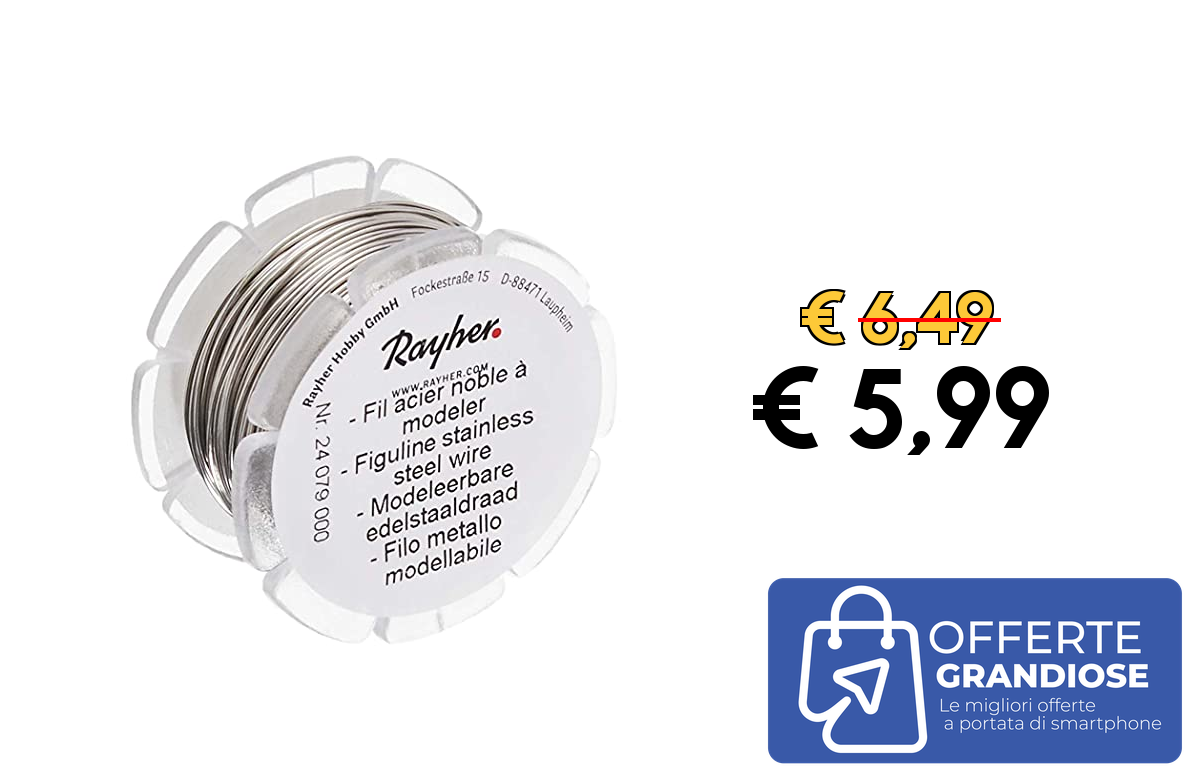 Rayher Hobby GmbH Fockestraße 15 D-88471 Laupheim
Rayher.
WWW.RAYHER.COM
- Fil acier noble à
modeler
- Figuline stainless
steel wire
- Modeleerbare
edelstaaldraad
- Filo metallo
modellabile
Nr. 24 079 000
€ 6,49
€ 5,99
OFFERTE
GRANDIOSE
Le migliori offerte
a portata di smartphone